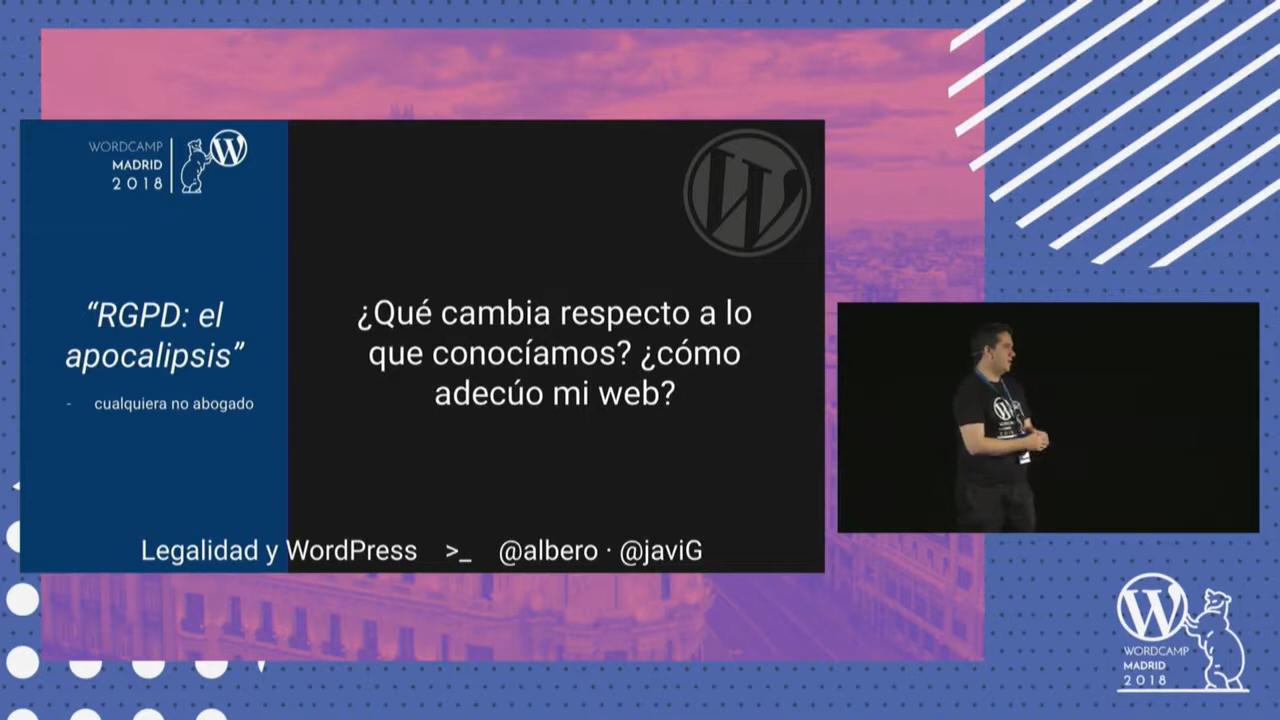 WORDCAMP
MADRID
2018
“RGPD: el
apocalipsis”
- cualquiera no abogado
¿Qué cambia respecto a lo
que conocíamos? ¿cómo
adecúo mi web?
Legalidad y WordPress >_ @albero · @javiG
WORDCAMP
MADRID
2018